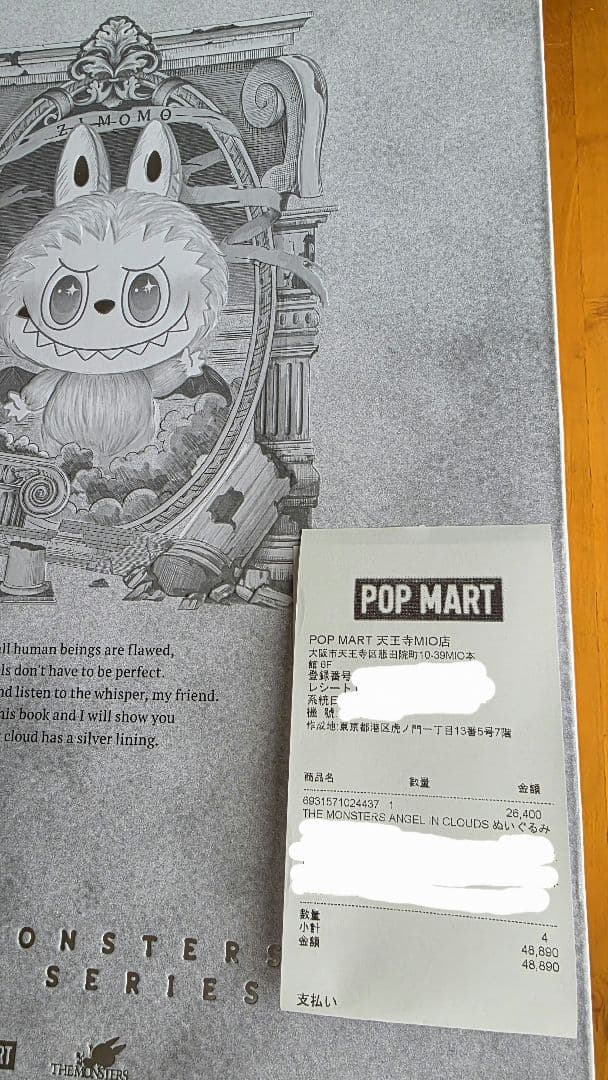 ZIMOMO
all human beings are flawed,
ls don't have to be perfect.
nd listen to the whisper, my friend.
his book and I will show you
cloud has a silver lining.
ONSTERS
SERIES
RT
THE MONSTERS
POP MART
POP MART 天王寺MIO店
大阪市天王寺区悲田院町10-39MIO本
館 6F
登録番号
レシート
系統日
機 號
作成地:東京都港区虎ノ門一丁目13番5号7階
商品名 数量 金額
6931571024437 1 26,400
THE MONSTERS ANGEL IN CLOUDS ぬいぐるみ
数量 4
小計 48,890
金額 48,890
支払い